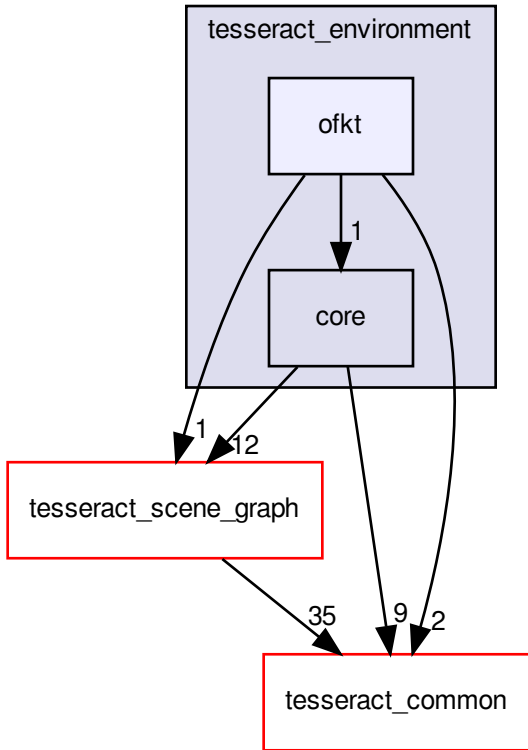 tesseract_environment
ofkt
1
core
1
12
tesseract_scene_graph
35
9
2
tesseract_common